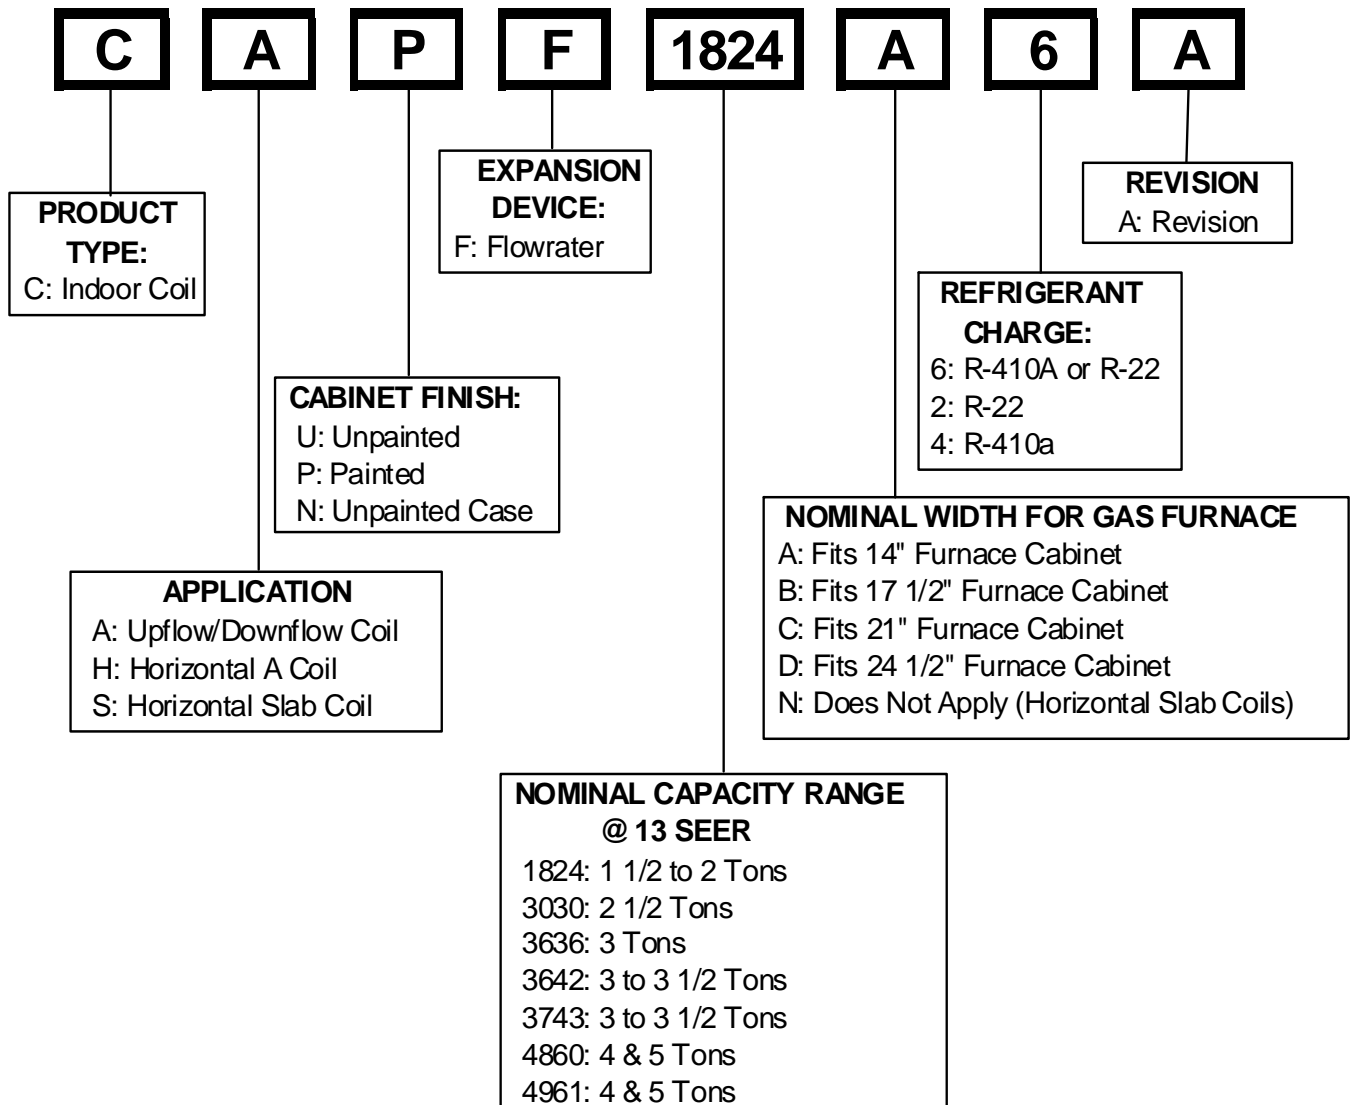 C A P F 1824 A 6 A
PRODUCT
TYPE:
C: Indoor Coil
EXPANSION
DEVICE:
F: Flowrater
REVISION
A: Revision
REFRIGERANT
CHARGE:
6: R-410A or R-22
2: R-22
4: R-410a
CABINET FINISH:
U: Unpainted
P: Painted
N: Unpainted Case
NOMINAL WIDTH FOR GAS FURNACE
A: Fits 14" Furnace Cabinet
B: Fits 17 1/2" Furnace Cabinet
C: Fits 21" Furnace Cabinet
D: Fits 24 1/2" Furnace Cabinet
N: Does Not Apply (Horizontal Slab Coils)
APPLICATION
A: Upflow/Downflow Coil
H: Horizontal A Coil
S: Horizontal Slab Coil
NOMINAL CAPACITY RANGE
@ 13 SEER
1824: 1 1/2 to 2 Tons
3030: 2 1/2 Tons
3636: 3 Tons
3642: 3 to 3 1/2 Tons
3743: 3 to 3 1/2 Tons
4860: 4 & 5 Tons
4961: 4 & 5 Tons